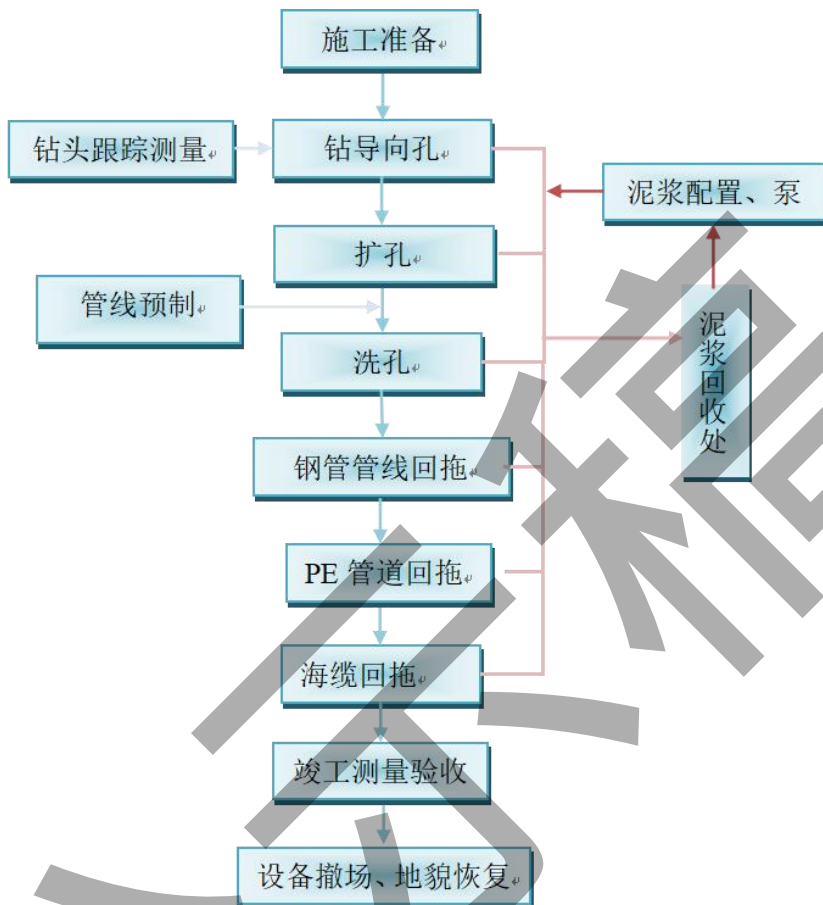 施工准备
钻头跟踪测量
钻导向孔
泥浆配置、泵
扩孔
管线预制
泥浆回收处
洗孔
钢管管线回拖
PE 管道回拖
海缆回拖
竣工测量验收
设备撤场、地貌恢复